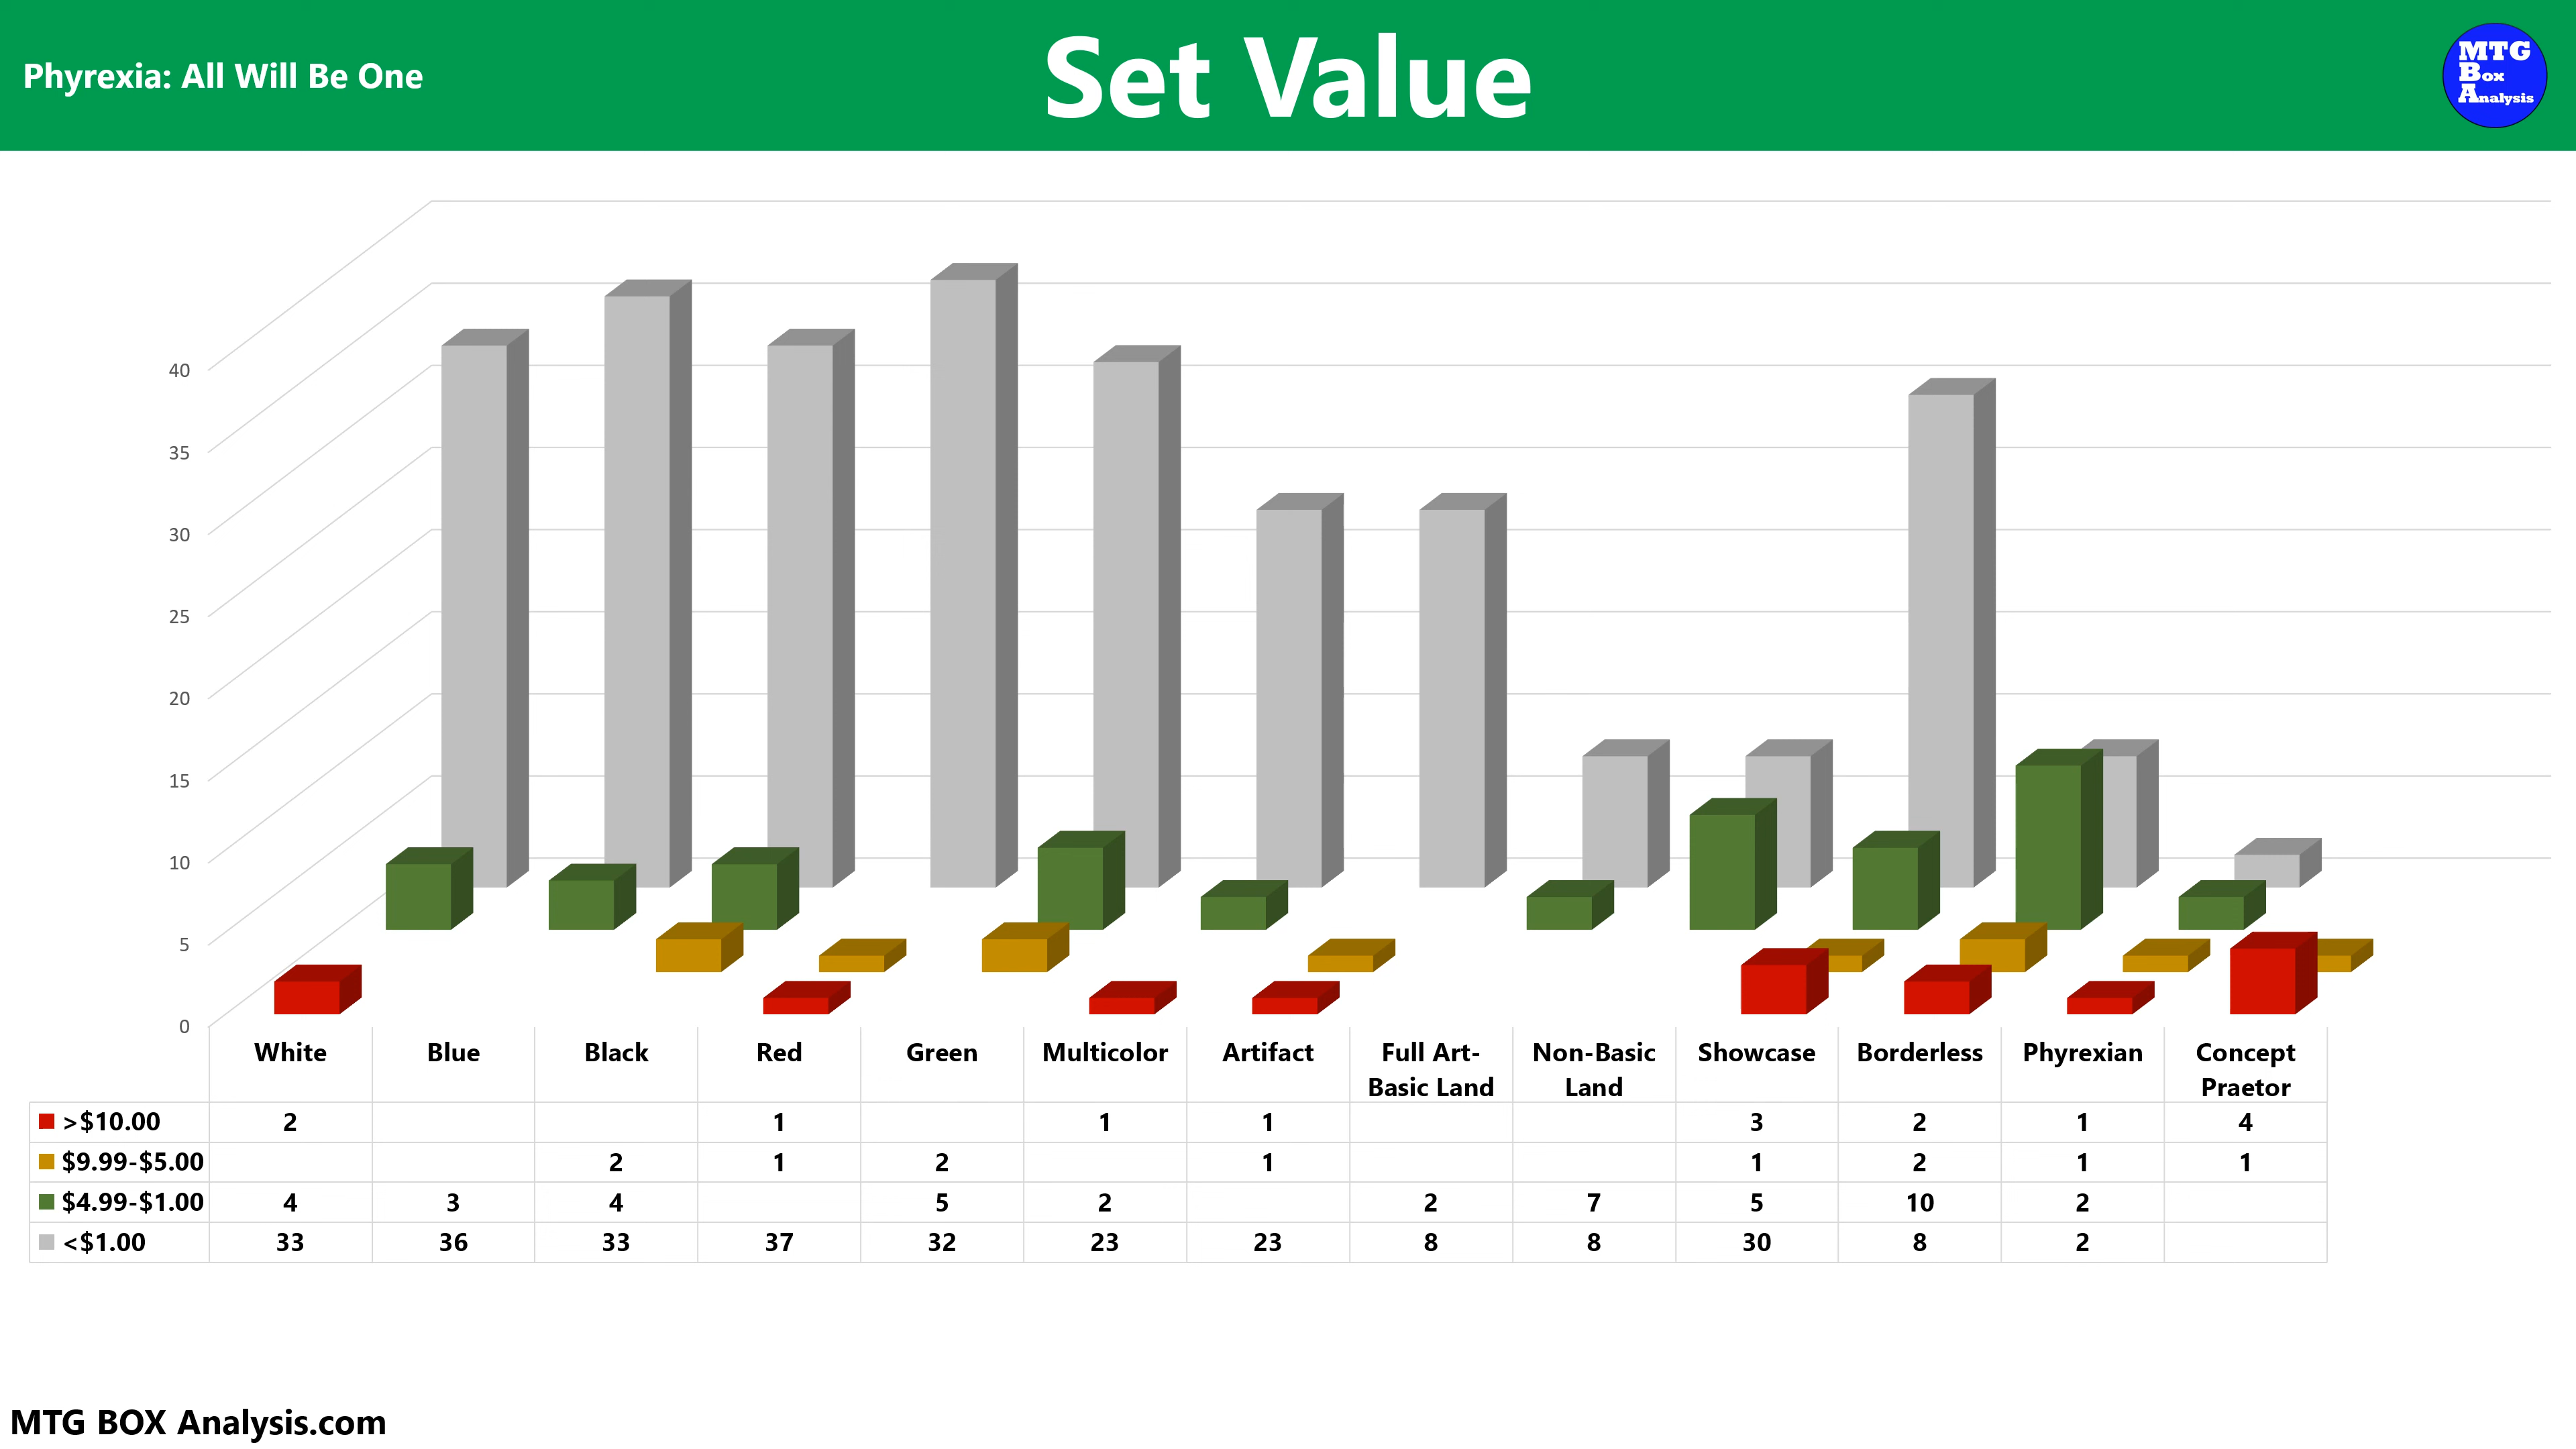 Phyrexia: All Will Be One
Set Value
MTG
Box
Analysis
40
35
30
25
20
15
10
5
0
White Blue Black Red Green Multicolor Artifact Full Art- Non-Basic Showcase Borderless Phyrexian Concept
Basic Land Land Praetor
>$10.00 2 1 1 1 3 2 1 4
$9.99-$5.00 2 1 2 1 1 2 1 1
$4.99-$1.00 4 3 4 5 2 2 7 5 10 2
<$1.00 33 36 33 37 32 23 23 8 8 30 8 2
MTG BOX Analysis.com